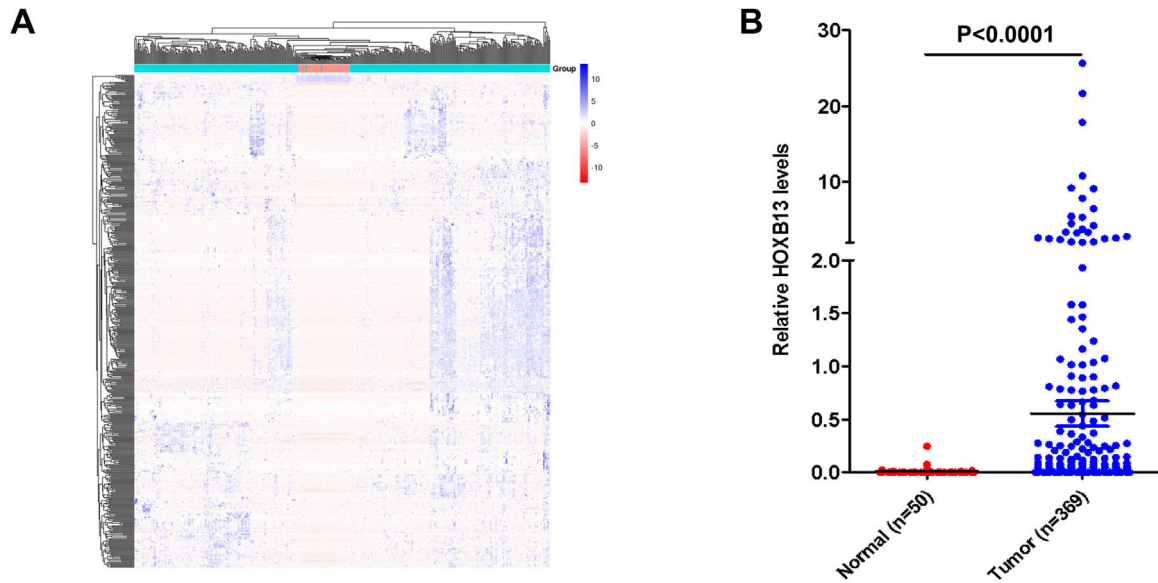 A
Group
10
5
0
-5
-10
B
P<0.0001
Relative HOXB13 levels
30
20
10
2.0
1.5
1.0
0.5
0.0
Normal (n=50)
Tumor (n=369)